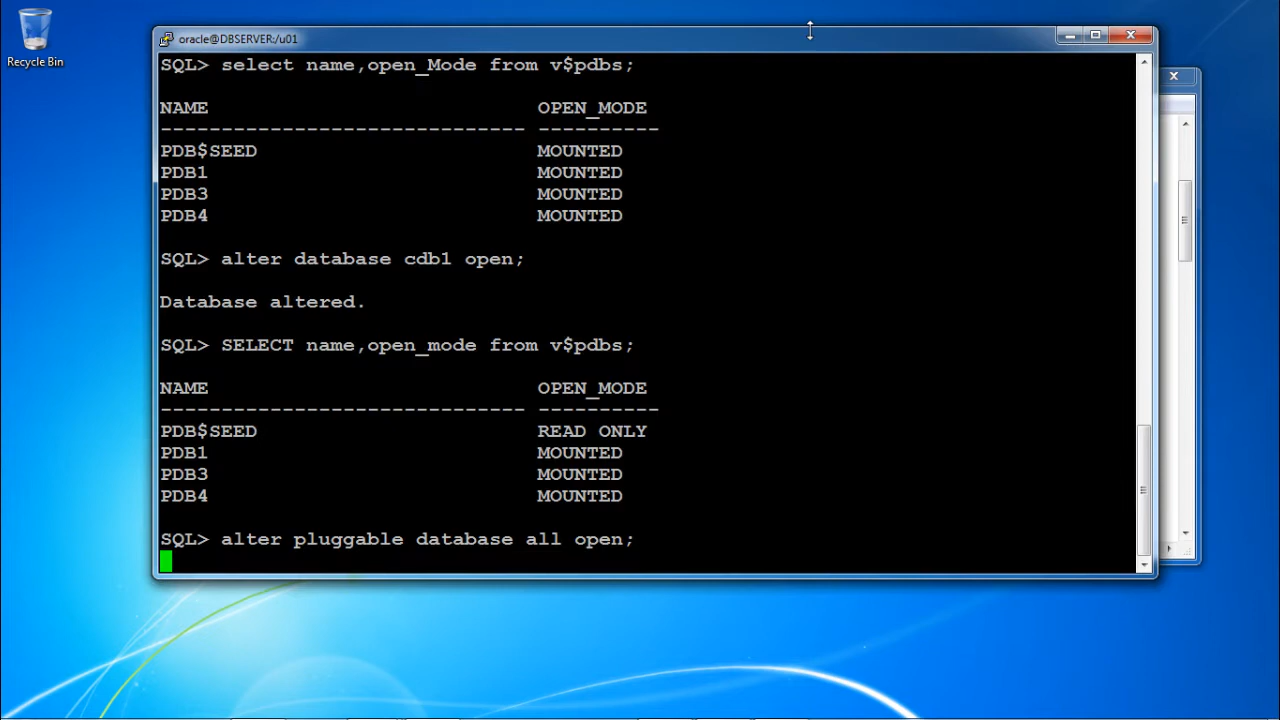 Recycle Bin
oracle@DBSERVER:/u01
SQL> select name,open_Mode from v$pdbs;
NAME OPEN_MODE
------------------------------ ----------
PDB$SEED MOUNTED
PDB1 MOUNTED
PDB3 MOUNTED
PDB4 MOUNTED
SQL> alter database cdb1 open;
Database altered.
SQL> SELECT name,open_mode from v$pdbs;
NAME OPEN_MODE
------------------------------ ----------
PDB$SEED READ ONLY
PDB1 MOUNTED
PDB3 MOUNTED
PDB4 MOUNTED
SQL> alter pluggable database all open;